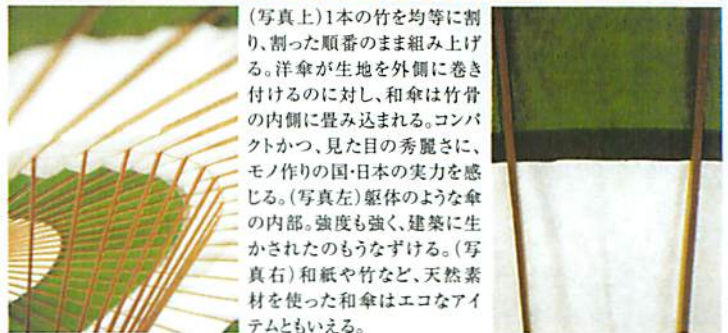 (写真上)1本の竹を均等に割
り、割った順番のまま組み上げ
る。洋傘が生地を外側に巻き
付けるのに対し、和傘は竹骨
の内側に畳み込まれる。コンパ
クトかつ、見た目の秀麗さに、
モノ作りの国・日本の実力を感
じる。(写真左)躯体のような傘
の内部。強度も強く、建築に生
かされたのもうなずける。(写
真右)和紙や竹など、天然素
材を使った和傘はエコなアイ
テムともいえる。